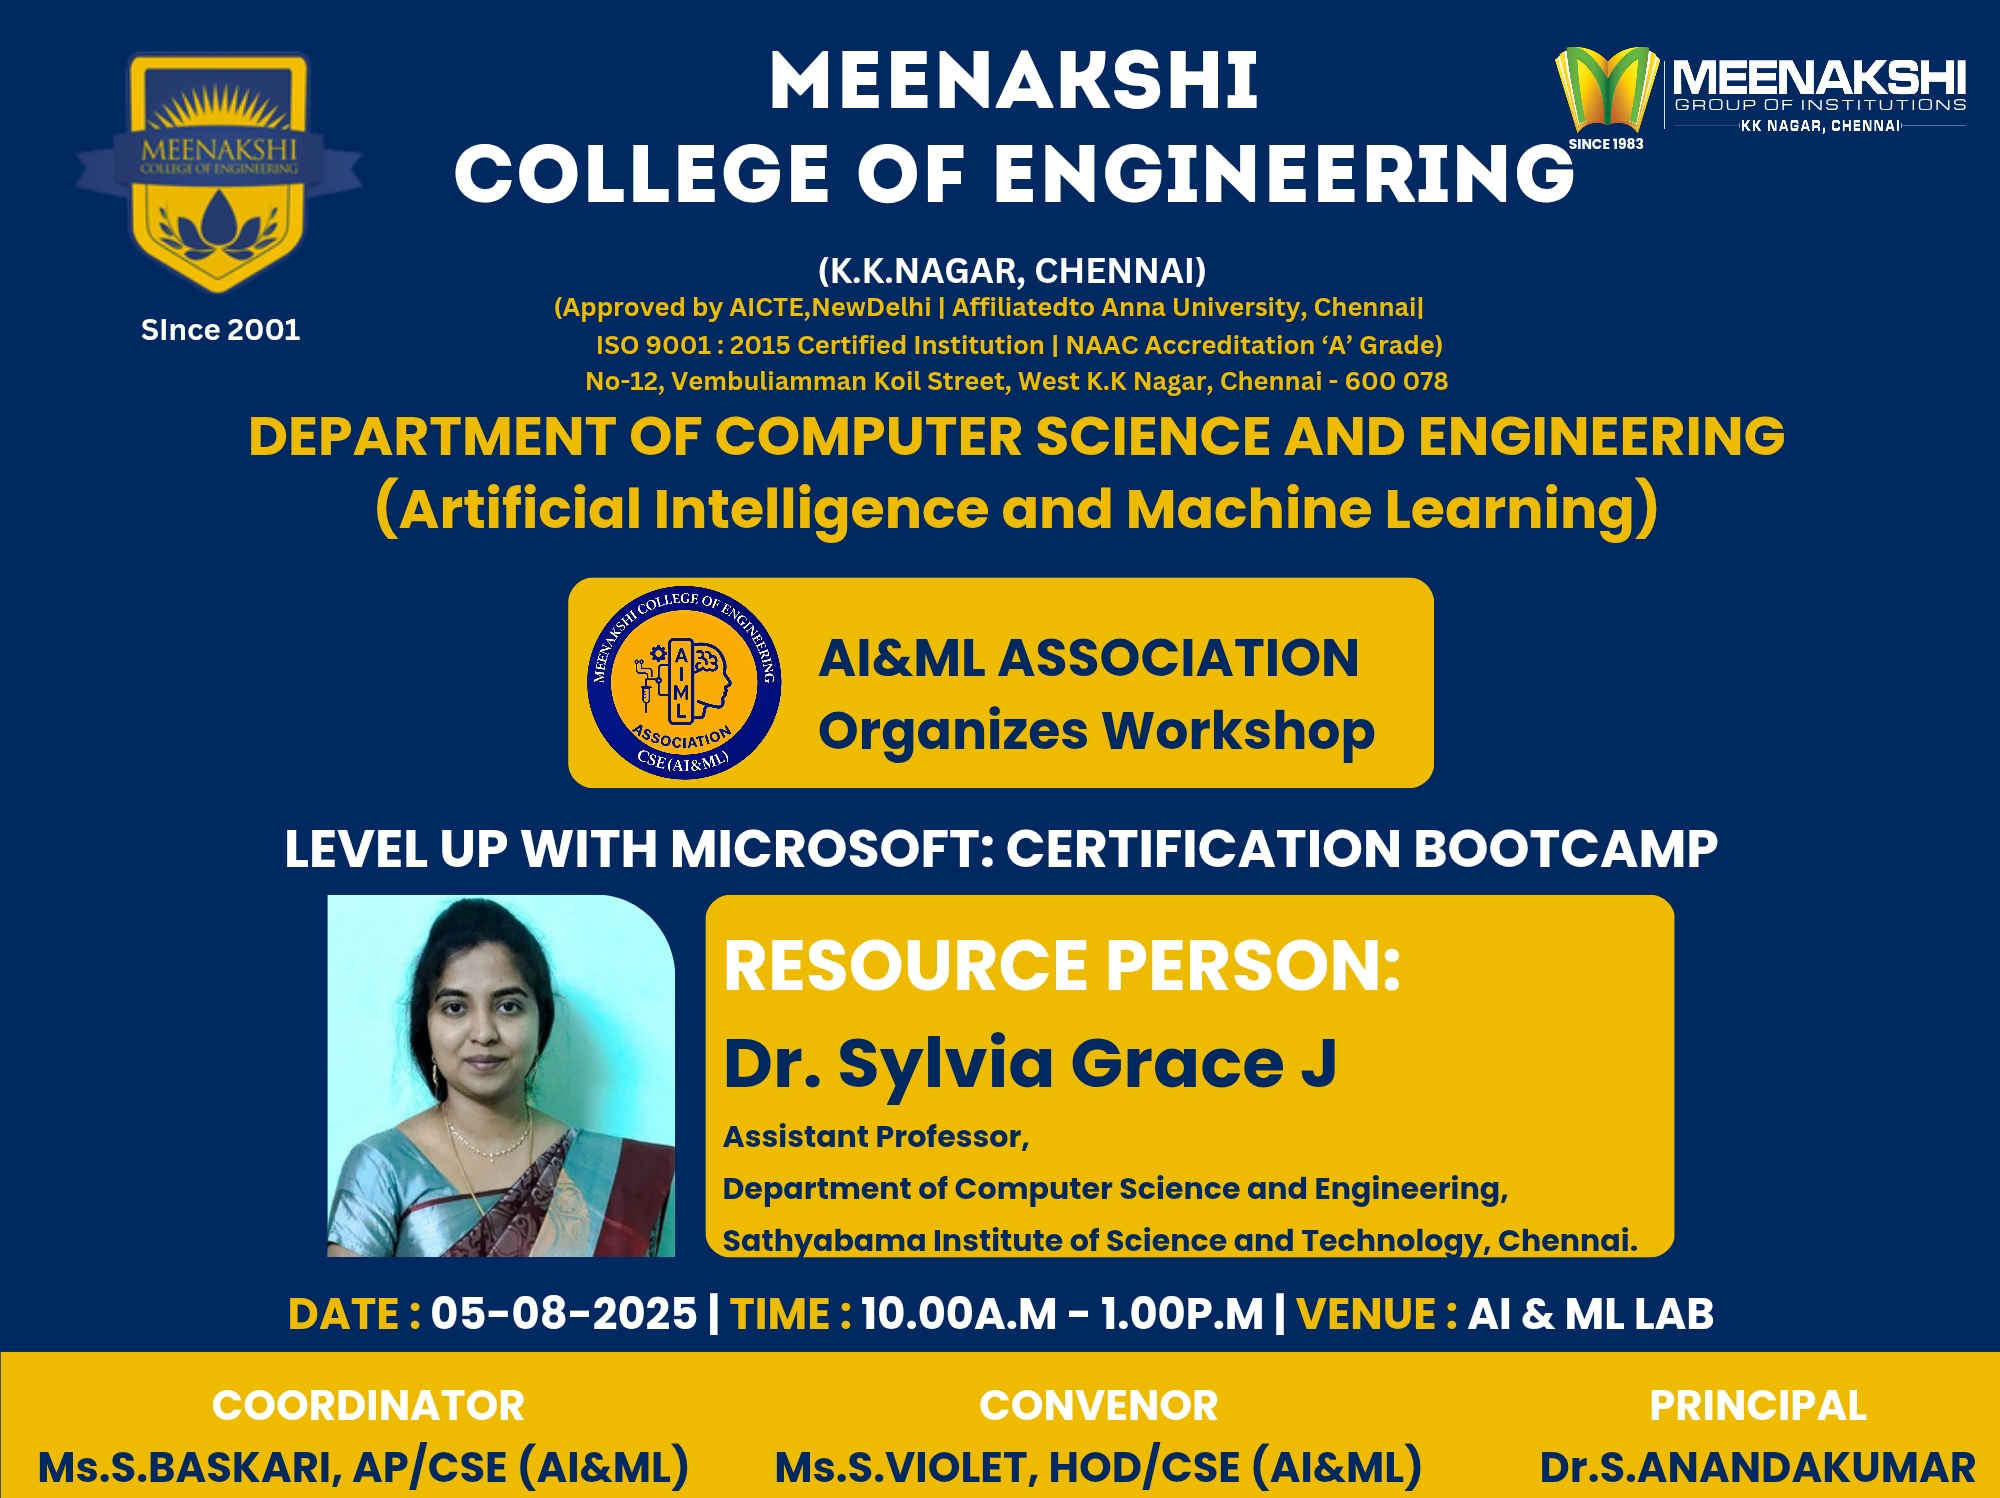 MEENAKSHI
COLLEGE OF ENGINEERING
MEENAKSHI
COLLEGE OF ENGINEERING
SInce 2001
MEENAKSHI
GROUP OF INSTITUTIONS
KK NAGAR, CHENNAI
SINCE 1983
(K.K.NAGAR, CHENNAI)
(Approved by AICTE,NewDelhi | Affiliatedto Anna University, Chennai|
ISO 9001 : 2015 Certified Institution | NAAC Accreditation ‘A’ Grade)
No-12, Vembuliamman Koil Street, West K.K Nagar, Chennai - 600 078
DEPARTMENT OF COMPUTER SCIENCE AND ENGINEERING
(Artificial Intelligence and Machine Learning)
MEENAKSHI COLLEGE OF ENGINEERING
AIML
ASSOCIATION
CSE(AI&ML)
AI&ML ASSOCIATION
Organizes Workshop
LEVEL UP WITH MICROSOFT: CERTIFICATION BOOTCAMP
RESOURCE PERSON:
Dr. Sylvia Grace J
Assistant Professor,
Department of Computer Science and Engineering,
Sathyabama Institute of Science and Technology, Chennai.
DATE : 05-08-2025 | TIME : 10.00A.M - 1.00P.M | VENUE : AI & ML LAB
COORDINATOR
Ms.S.BASKARI, AP/CSE (AI&ML)
CONVENOR
Ms.S.VIOLET, HOD/CSE (AI&ML)
PRINCIPAL
Dr.S.ANANDAKUMAR